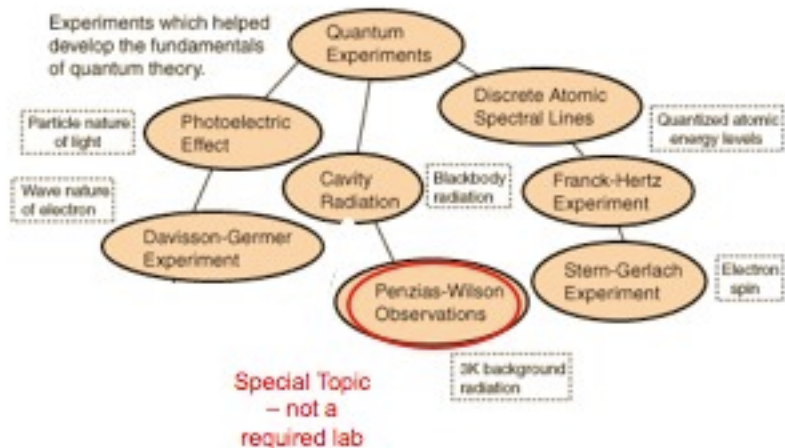 Experiments which helped
develop the fundamentals
of quantum theory.
Quantum
Experiments
Particle nature
of light
Photoelectric
Effect
Discrete Atomic
Spectral Lines
Quantized atomic
energy levels
Wave nature
of electron
Cavity
Radiation
Blackbody
radiation
Franck-Hertz
Experiment
Davisson-Germer
Experiment
Penzias-Wilson
Observations
Stern-Gerlach
Experiment
Electron
spin
3K background
radiation
Special Topic
– not a
required lab